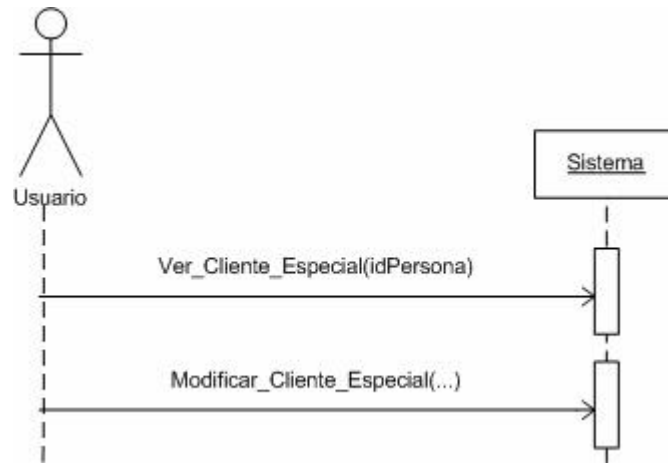 Sistema
Usuario
Ver_Cliente_Especial(idPersona)
Modificar_Cliente_Especial(...)